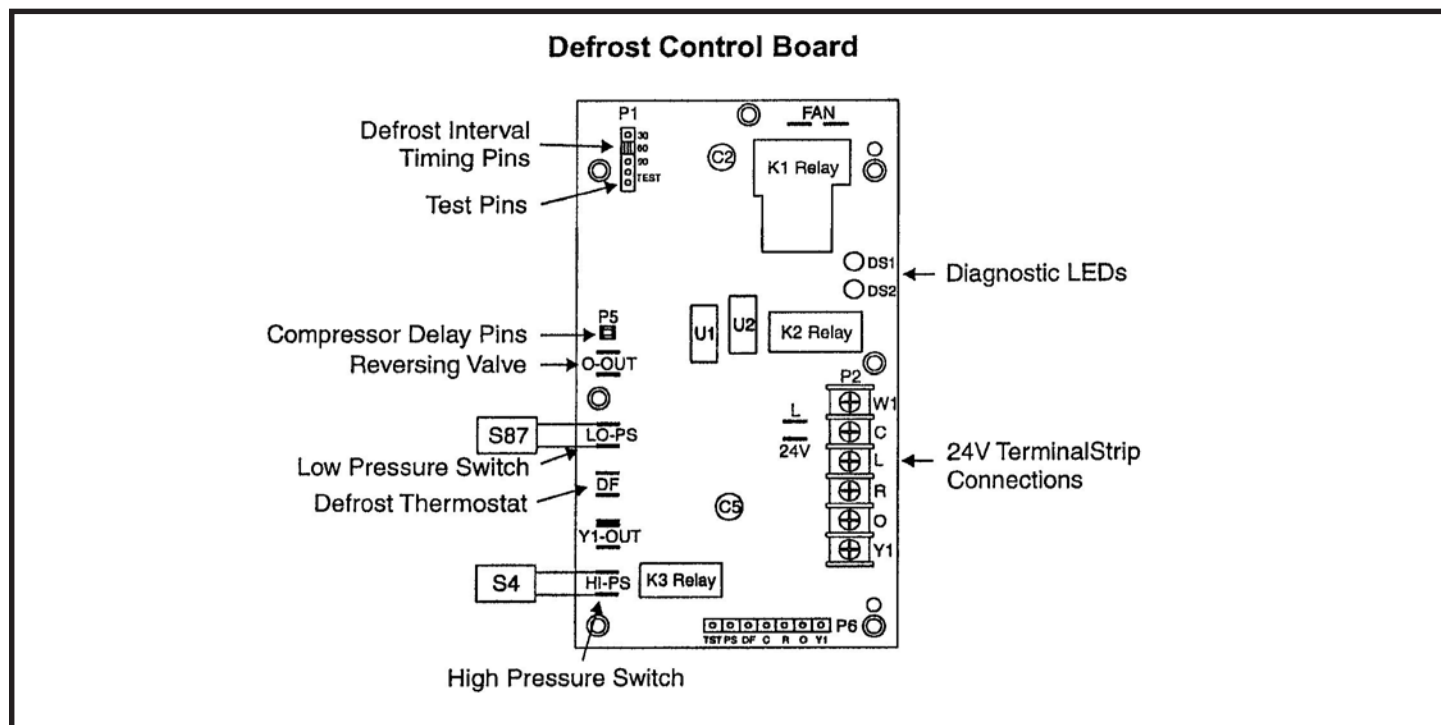 Defrost Control Board
P1
FAN
Defrost Interval
Timing Pins
30
60
90
TEST
Test Pins
C2
K1 Relay
DS1
DS2
Diagnostic LEDs
P5
Compressor Delay Pins
Reversing Valve
O-OUT
U1
U2
K2 Relay
P2
W1
C
L
R
O
Y1
L
24V
24V TerminalStrip
Connections
S87
LO-PS
Low Pressure Switch
DF
Defrost Thermostat
C5
Y1-OUT
S4
HI-PS
K3 Relay
P6
TST PS DF C R O Y1
High Pressure Switch